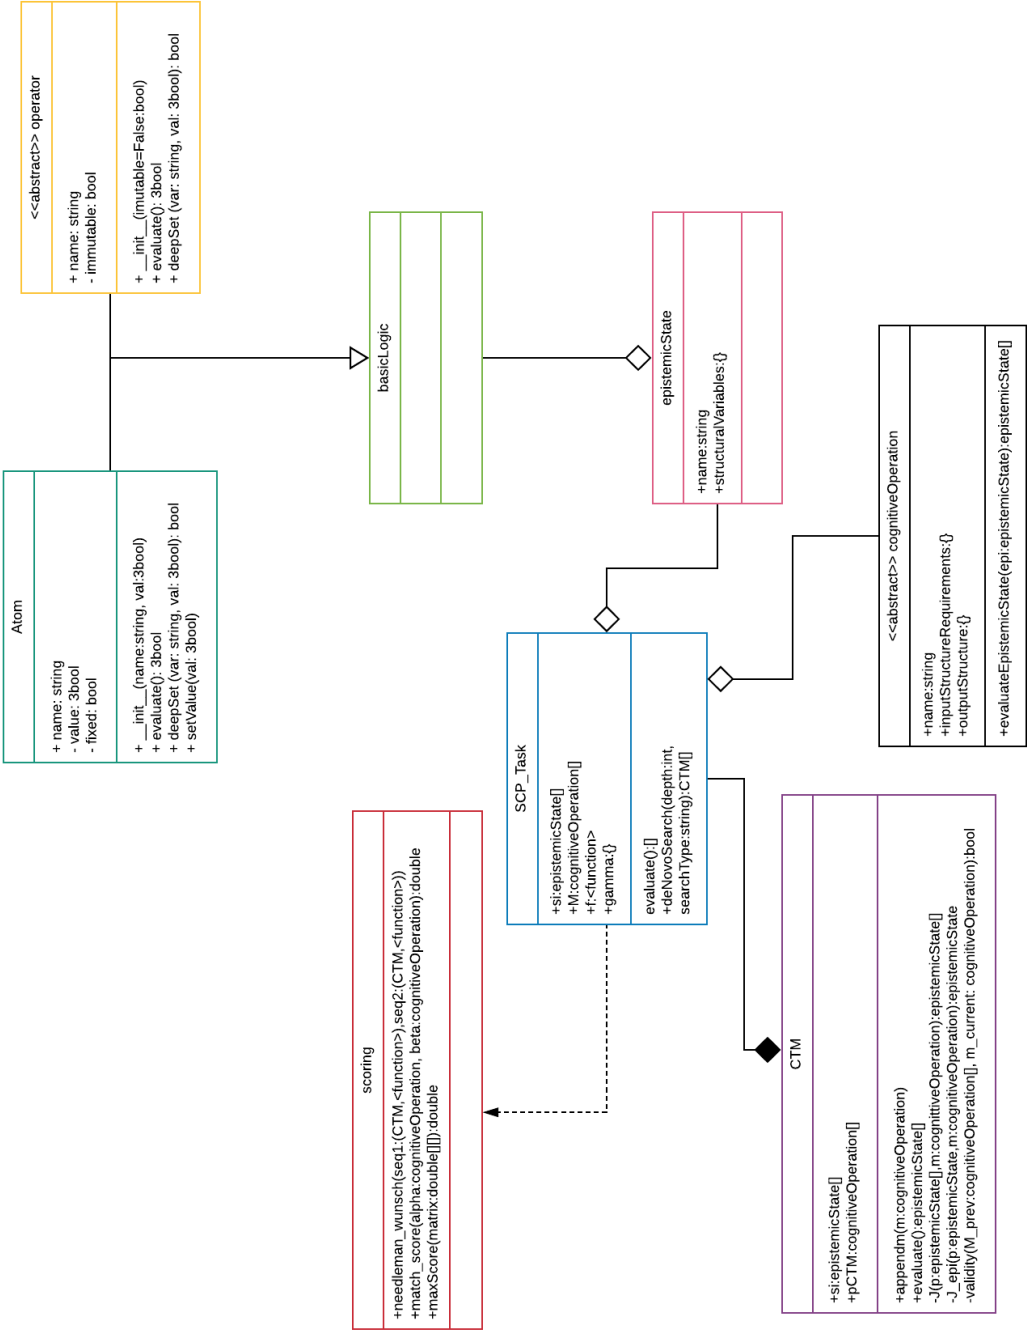 <<abstract>> operator
+ name: string
- immutable: bool
+ __init__(imutable=False:bool)
+ evaluate(): 3bool
+ deepSet (var: string, val: 3bool): bool
Atom
+ name: string
- value: 3bool
- fixed: bool
+ __init__(name:string, val:3bool)
+ evaluate(): 3bool
+ deepSet (var: string, val: 3bool): bool
+ setValue(val: 3bool)
basicLogic
epistemicState
+name:string
+structuralVariables:{}
<<abstract>> cognitiveOperation
+name:string
+inputStructureRequirements:{}
+outputStructure:{}
+evaluateEpistemicState(epi:epistemicState):epistemicState[]
SCP_Task
+si:epistemicState[]
+M:cognitiveOperation[]
+f:<function>
+gamma:{}
evaluate():[]
+deNovoSearch(depth:int,
searchType:string):CTM[]
scoring
+needleman_wunsch(seq1:(CTM,<function>),seq2:(CTM,<function>))
+match_score(alpha:cognitiveOperation, beta:cognitiveOperation):double
+maxScore(matrix:double[][]):double
CTM
+si:epistemicState[]
+pCTM:cognitiveOperation[]
+appendm(m:cognitiveOperation)
+evaluate():epistemicState[]
-J(p:epistemicState[],m:cognittiveOperation):epistemicState[]
-J_epi(p:epistemicState,m:cognitiveOperation):epistemicState
-validity(M_prev:cognitiveOperation[], m_current: cognitiveOperation):bool